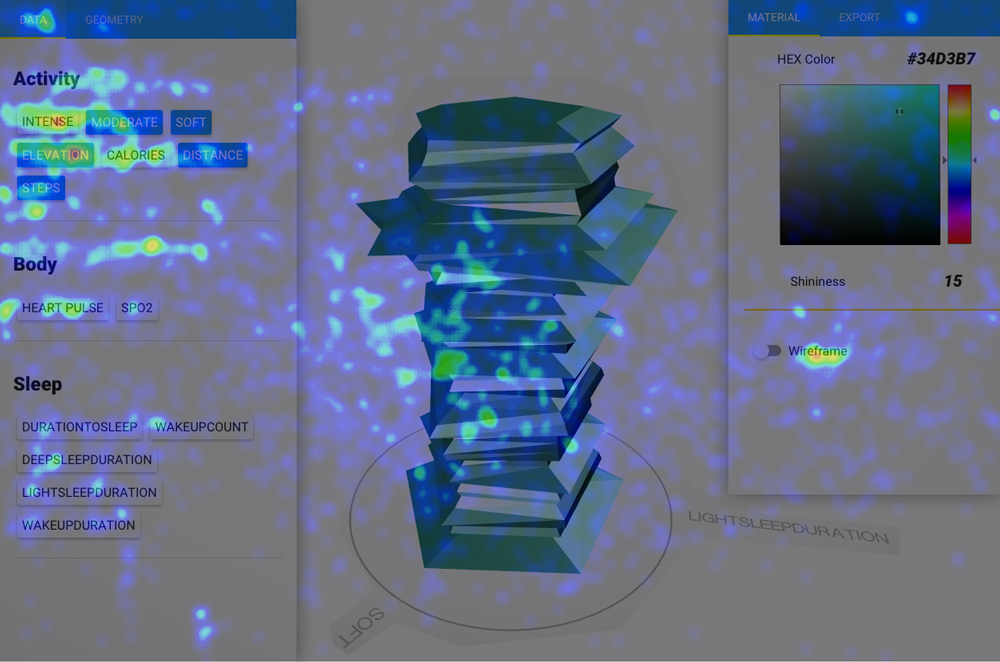 DATA GEOMETRY
Activity
INTENSE MODERATE SOFT
ELEVATION CALORIES DISTANCE
STEPS
Body
HEART PULSE SPO2
Sleep
DURATIONTOSLEEP WAKEUPCOUNT
DEEPSLEEPDURATION
LIGHTSLEEPDURATION
WAKEUPDURATION
SOFT
LIGHTSLEEPDURATION
MATERIAL EXPORT
HEX Color #34D3B7
Shininess 15
Wireframe